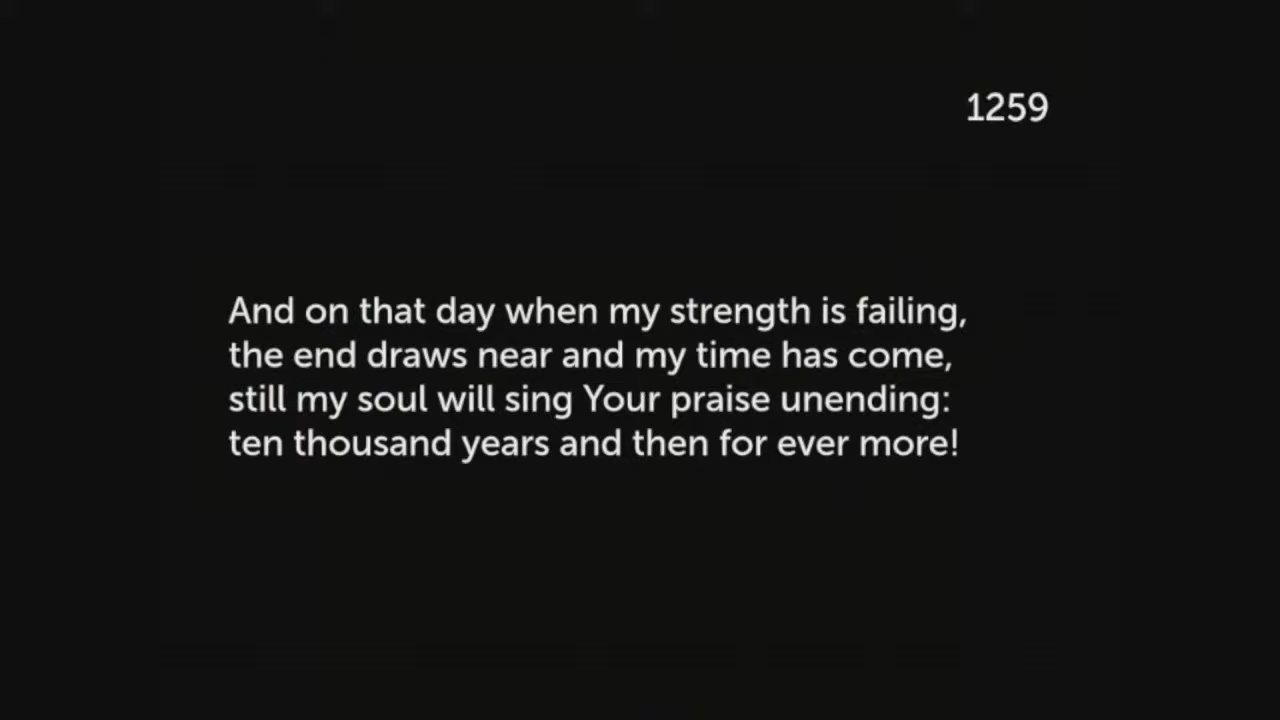 1259
And on that day when my strength is failing,
the end draws near and my time has come,
still my soul will sing Your praise unending:
ten thousand years and then for ever more!